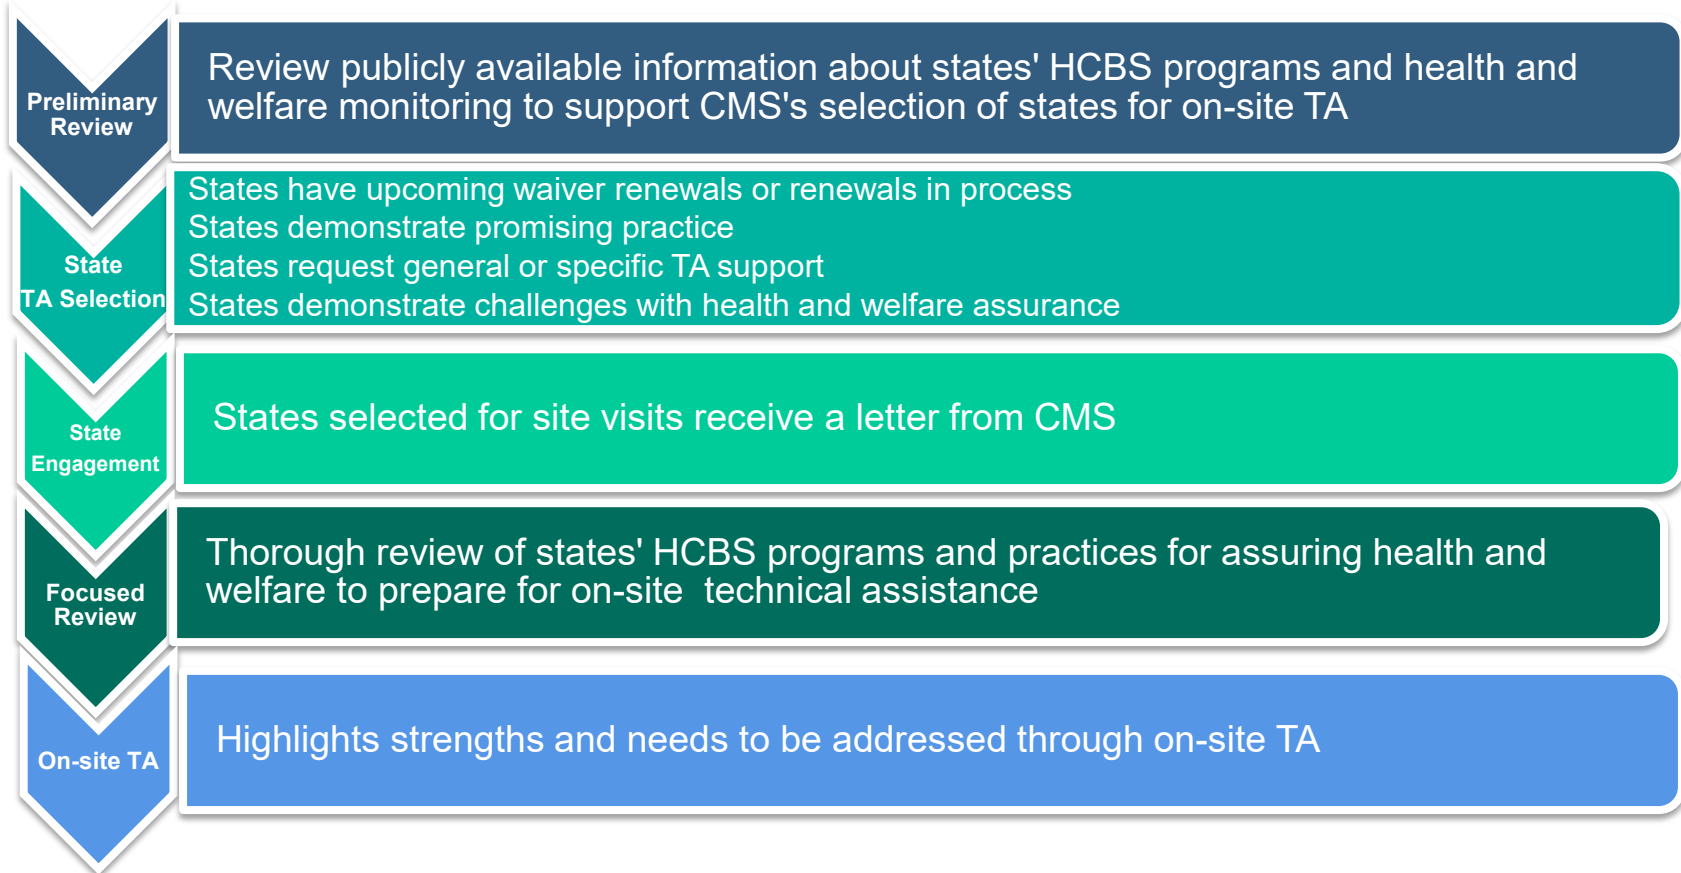 Preliminary
Review
Review publicly available information about states' HCBS programs and health and
welfare monitoring to support CMS's selection of states for on-site TA
State
TA Selection
States have upcoming waiver renewals or renewals in process
States demonstrate promising practice
States request general or specific TA support
States demonstrate challenges with health and welfare assurance
State
Engagement
States selected for site visits receive a letter from CMS
Focused
Review
Thorough review of states' HCBS programs and practices for assuring health and
welfare to prepare for on-site  technical assistance
On-site TA
Highlights strengths and needs to be addressed through on-site TA